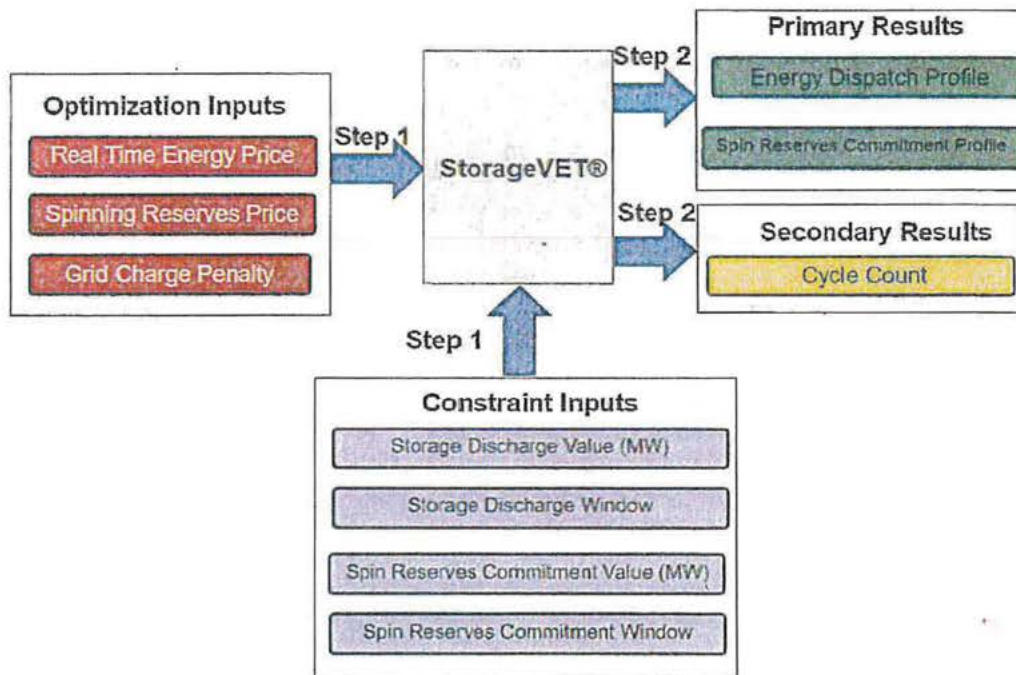 Optimization Inputs
Real Time Energy Price
Spinning Reserves Price
Grid Charge Penalty
Step 1
StorageVET®
Step 2
Primary Results
Energy Dispatch Profile
Spin Reserves Commitment Profile
Step 2
Secondary Results
Cycle Count
Step 1
Constraint Inputs
Storage Discharge Value (MW)
Storage Discharge Window
Spin Reserves Commitment Value (MW)
Spin Reserves Commitment Window